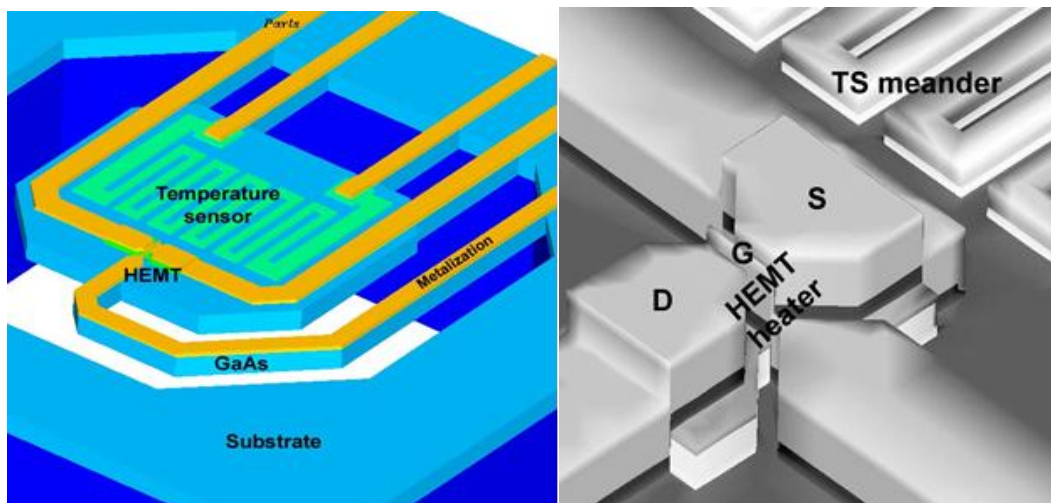 Parts
Temperature
sensor
HEMT
Metalization
GaAs
Substrate
TS meander
S
G
D
HEMT
heater